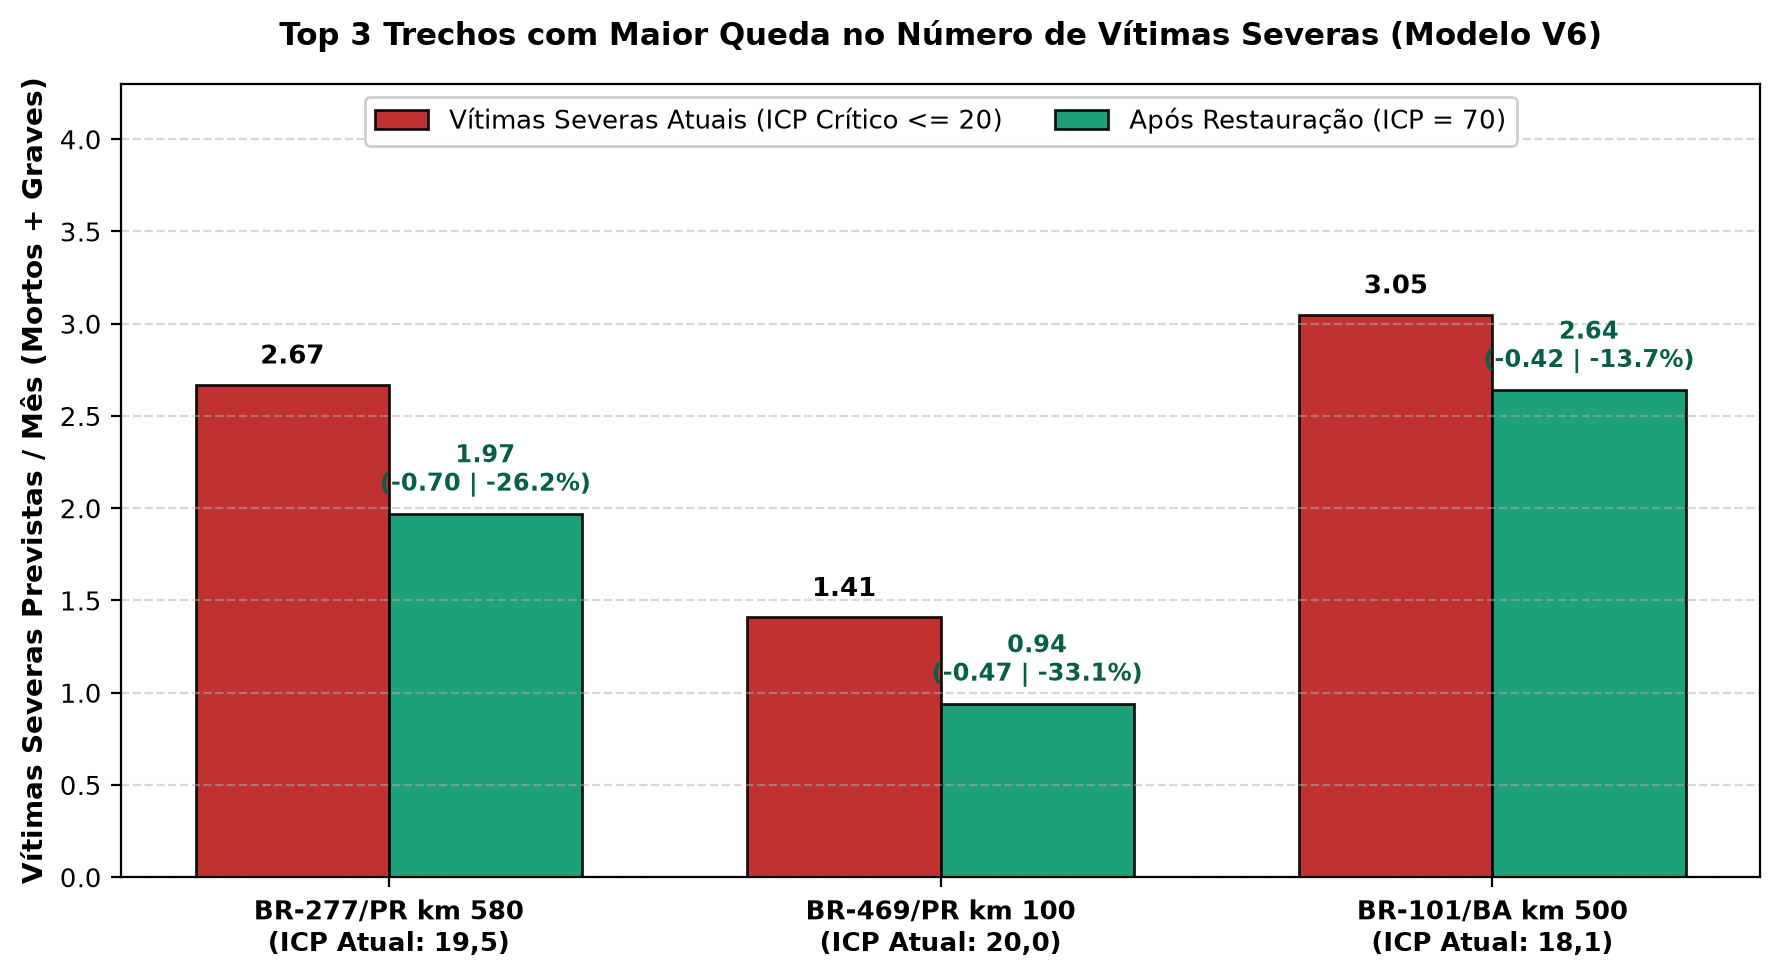 Top 3 Trechos com Maior Queda no Número de Vítimas Severas (Modelo V6)
Vítimas Severas Previstas / Mês (Mortos + Graves)
Vítimas Severas Atuais (ICP Crítico <= 20)
Após Restauração (ICP = 70)
4.0
3.5
3.0
2.5
2.0
1.5
1.0
0.5
0.0
2.67
1.97
(-0.70 | -26.2%)
1.41
0.94
(-0.47 | -33.1%)
3.05
2.64
(-0.42 | -13.7%)
BR-277/PR km 580
(ICP Atual: 19,5)
BR-469/PR km 100
(ICP Atual: 20,0)
BR-101/BA km 500
(ICP Atual: 18,1)